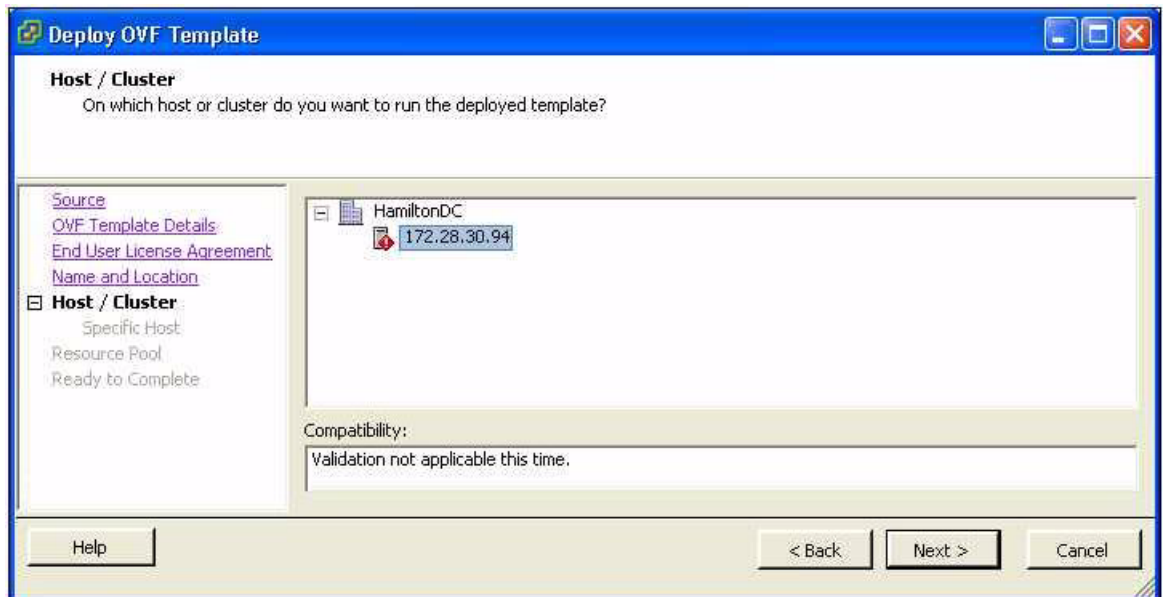 Deploy OVF Template
Host / Cluster
On which host or cluster do you want to run the deployed template?
Source
OVF Template Details
End User License Agreement
Name and Location
Host / Cluster
Specific Host
Resource Pool
Ready to Complete
HamiltonDC
172.28.30.94
Compatibility:
Validation not applicable this time.
Help
< Back
Next >
Cancel